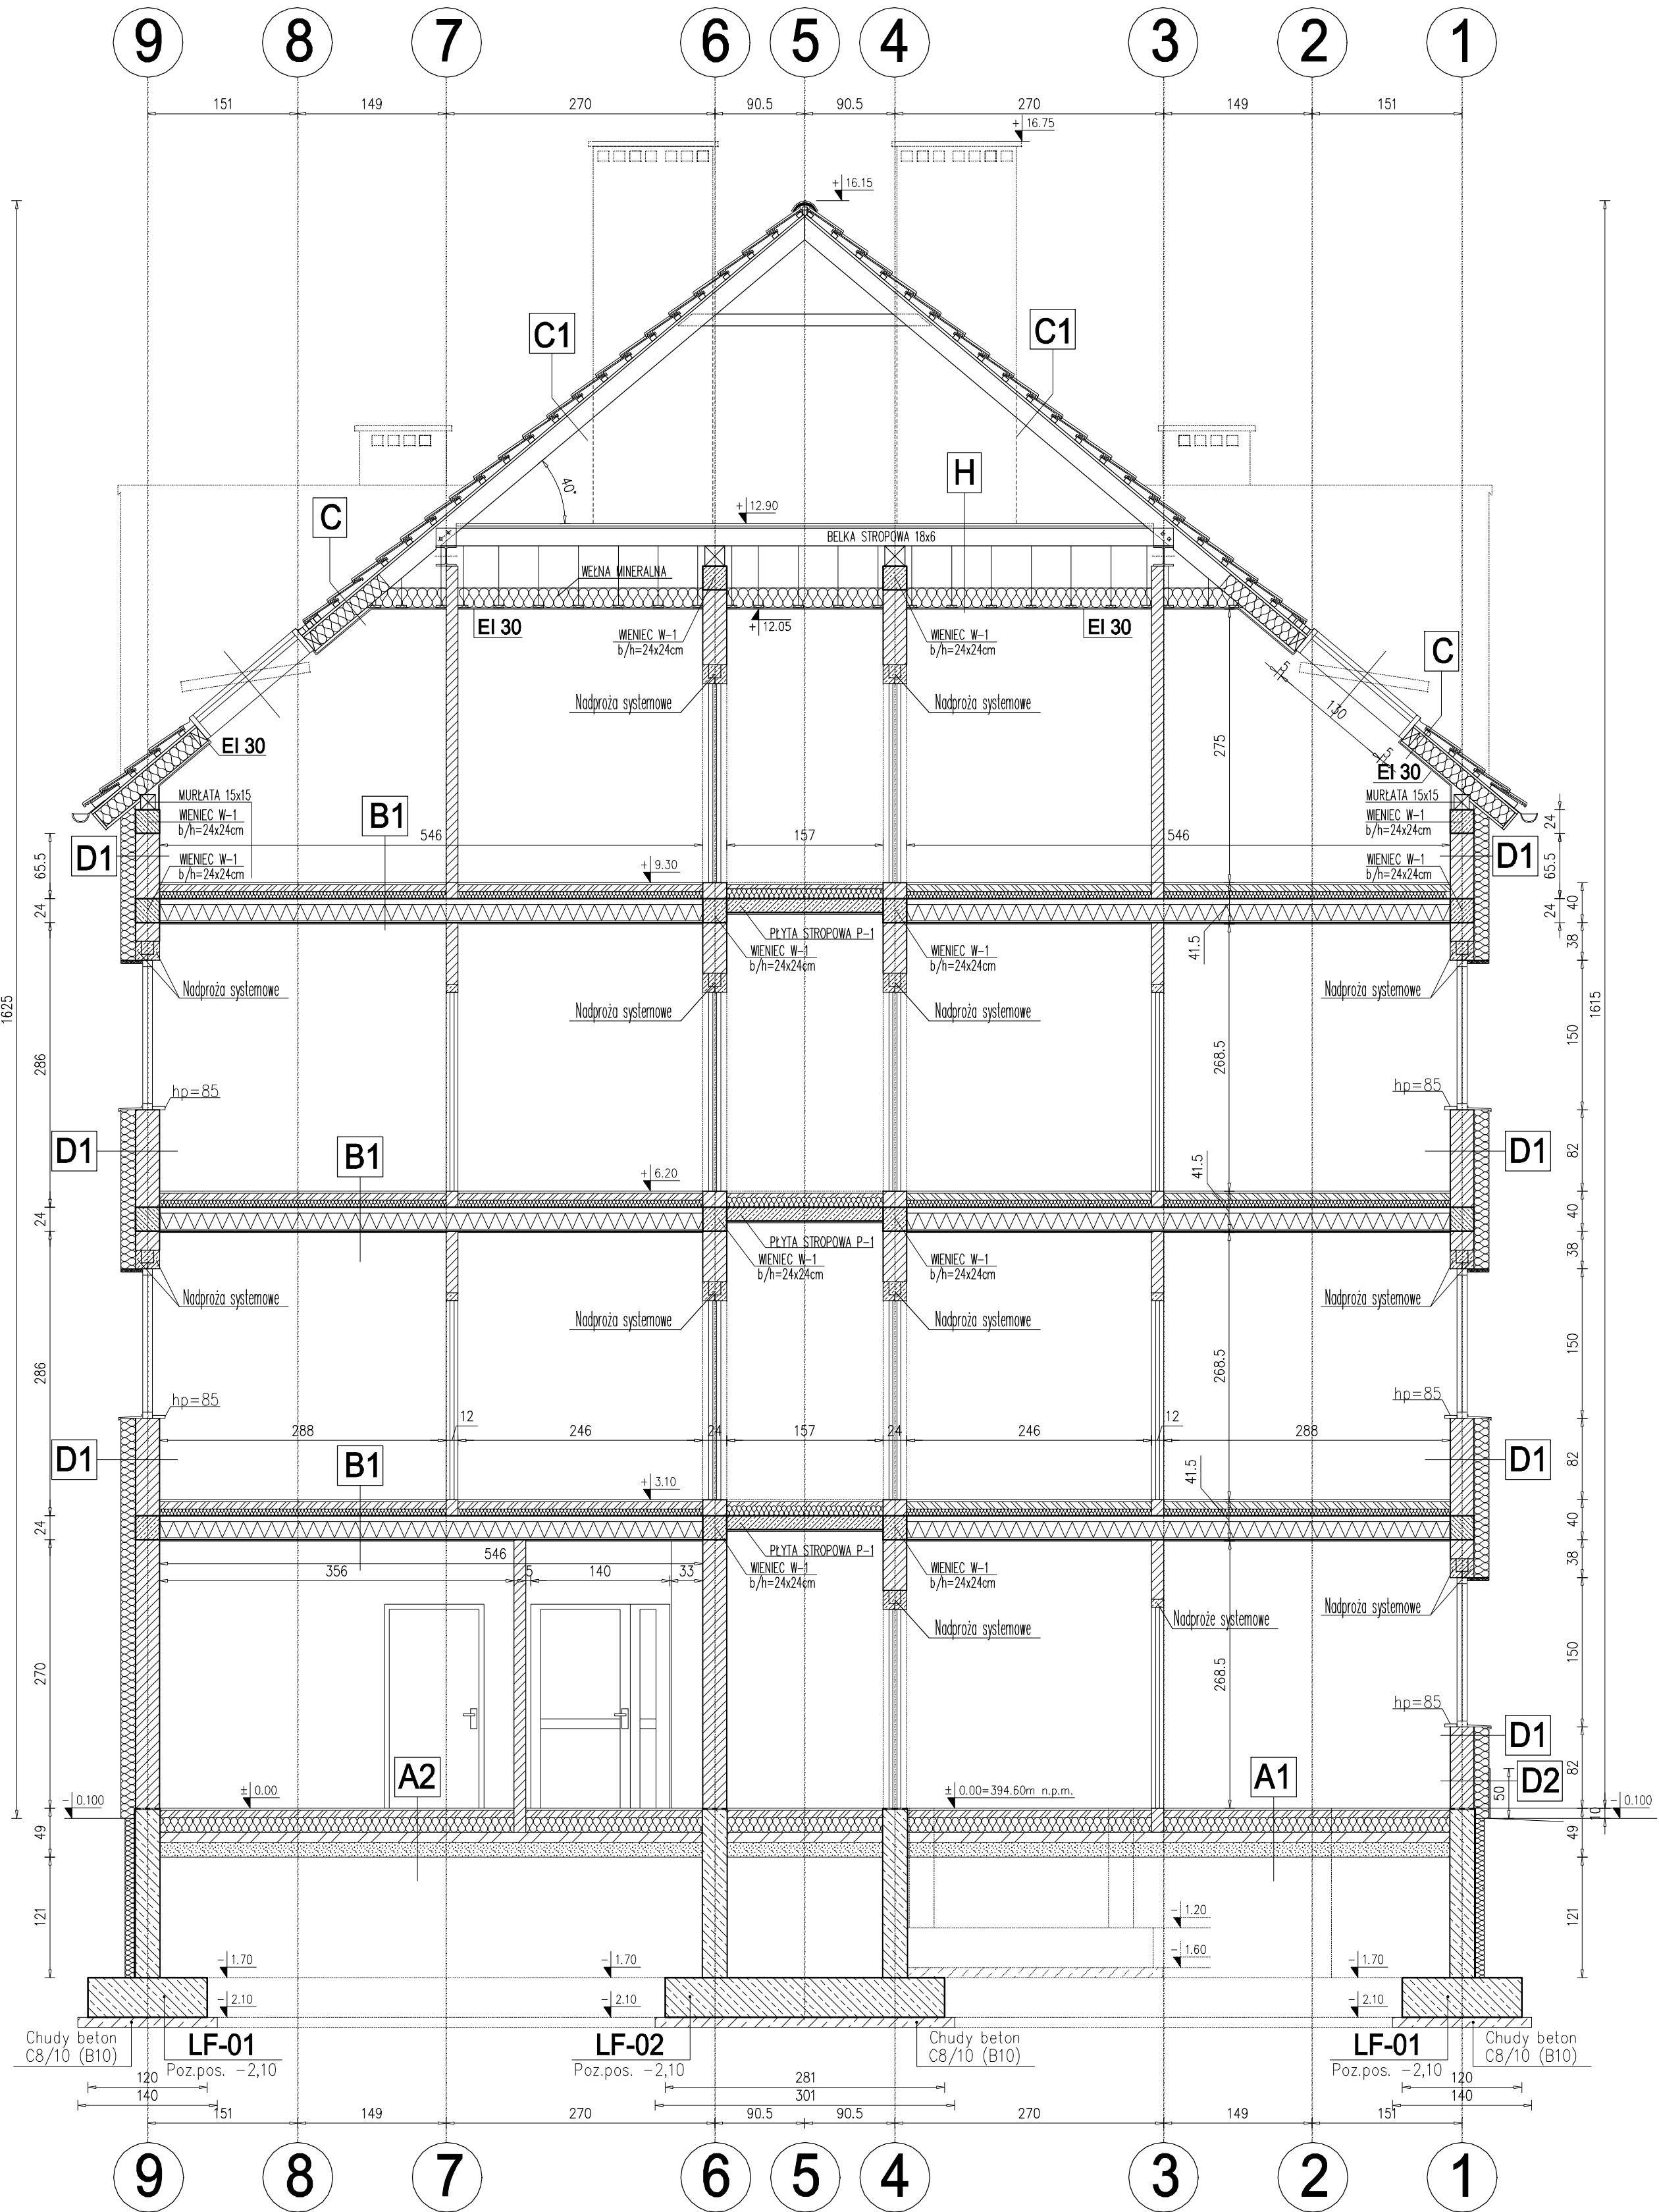 9 8 7 6 5 4 3 2 1
151 149 270 90.5 90.5 270 149 151
+16.75
+16.15
C1 C1
H
C
40°
+12.90
BELKA STROPOWA 18x6
WEŁNA MINERALNA
+12.05
EI 30 EI 30
WIENIEC W-1
b/h=24x24cm
WIENIEC W-1
b/h=24x24cm
C
5
130
5
Nadproża systemowe
Nadproża systemowe
EI 30
EI 30
275
MURŁATA 15x15
WIENIEC W-1
b/h=24x24cm
WIENIEC W-1
b/h=24x24cm
B1
D1
546 157 546
MURŁATA 15x15
WIENIEC W-1
b/h=24x24cm
WIENIEC W-1
b/h=24x24cm
D1
24
65.5
65.5
+9.30
24
24
40
41.5
38
PŁYTA STROPOWA P-1
WIENIEC W-1
b/h=24x24cm
WIENIEC W-1
b/h=24x24cm
Nadproża systemowe
Nadproża systemowe
Nadproża systemowe
Nadproża systemowe
1625
1615
286
268.5
150
hp=85
hp=85
D1
B1
D1
82
+6.20
41.5
24
40
38
PŁYTA STROPOWA P-1
WIENIEC W-1
b/h=24x24cm
WIENIEC W-1
b/h=24x24cm
Nadproża systemowe
Nadproża systemowe
Nadproża systemowe
Nadproża systemowe
286
268.5
150
hp=85
hp=85
12 12
288 246 24 157 24 246 288
D1
B1
D1
82
+3.10
41.5
24
40
38
PŁYTA STROPOWA P-1
546
356 5 140 33
WIENIEC W-1
b/h=24x24cm
WIENIEC W-1
b/h=24x24cm
Nadproża systemowe
Nadproże systemowe
Nadproża systemowe
270
268.5
150
hp=85
D1
A2
A1
D2
82
50
±0.00
±0.00=394.60m n.p.m.
-0.100
-0.100
10
49
49
121
121
-1.20
-1.60
-1.70 -1.70 -1.70
-2.10 -2.10 -2.10
Chudy beton
C8/10 (B10)
LF-01
Poz.pos. -2,10
LF-02
Poz.pos. -2,10
Chudy beton
C8/10 (B10)
LF-01
Poz.pos. -2,10
Chudy beton
C8/10 (B10)
120 281 120
140 301 140
151 149 270 90.5 90.5 270 149 151
9 8 7 6 5 4 3 2 1